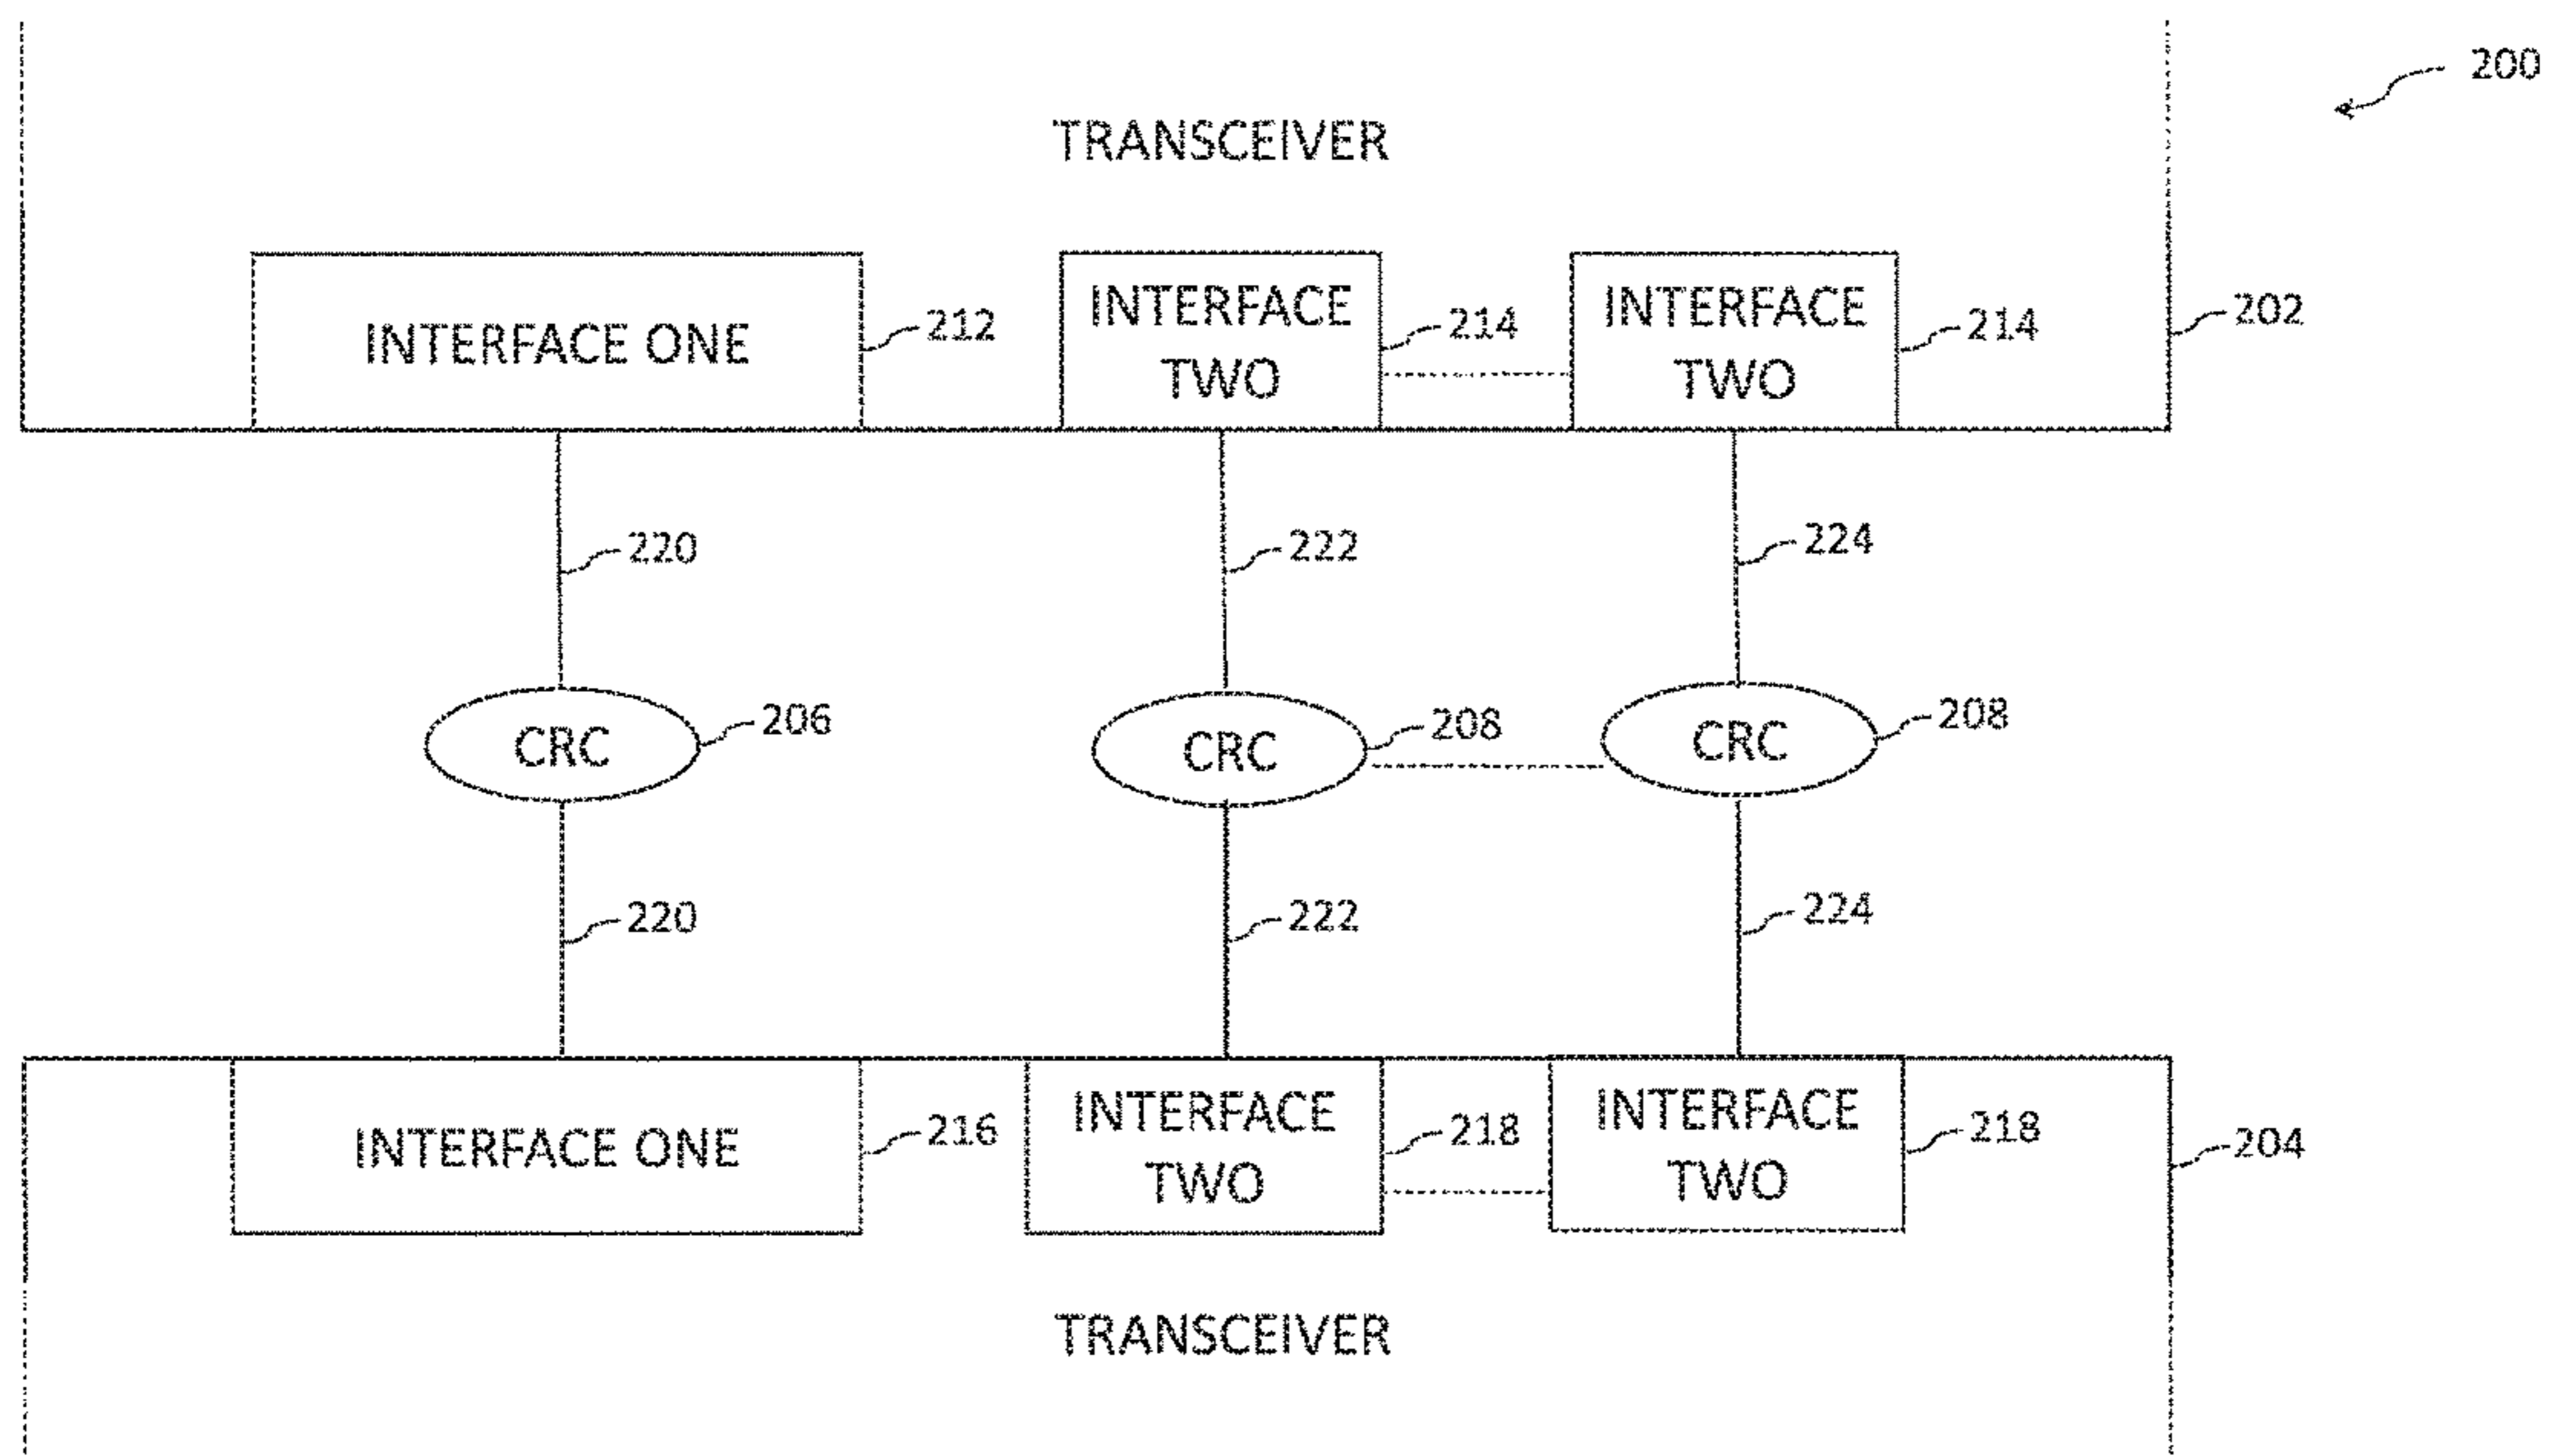 200
TRANSCEIVER
INTERFACE ONE
212
INTERFACE
TWO
214
INTERFACE
TWO
214
202
220
222
224
CRC
206
CRC
208
CRC
208
220
222
224
INTERFACE ONE
216
INTERFACE
TWO
218
INTERFACE
TWO
218
204
TRANSCEIVER